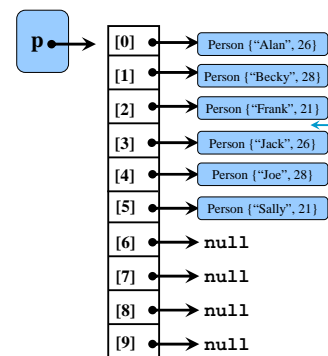 p
[0] Person {“Alan”, 26}
[1] Person {“Becky”, 28}
[2] Person {“Frank”, 21}
[3] Person {“Jack”, 26}
[4] Person {“Joe”, 28}
[5] Person {“Sally”, 21}
[6] null
[7] null
[8] null
[9] null